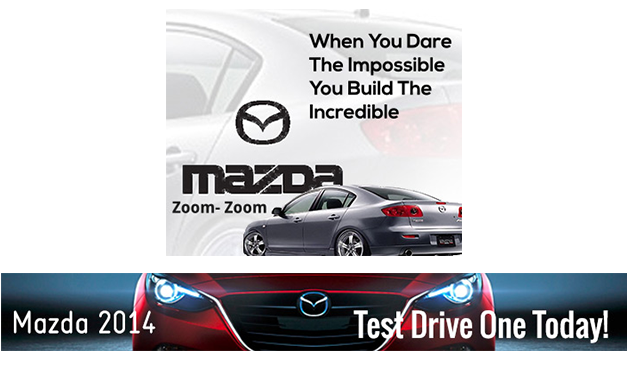 When You Dare
The Impossible
You Build The
Incredible
mazda
Zoom- Zoom
Mazda 2014
Test Drive One Today!